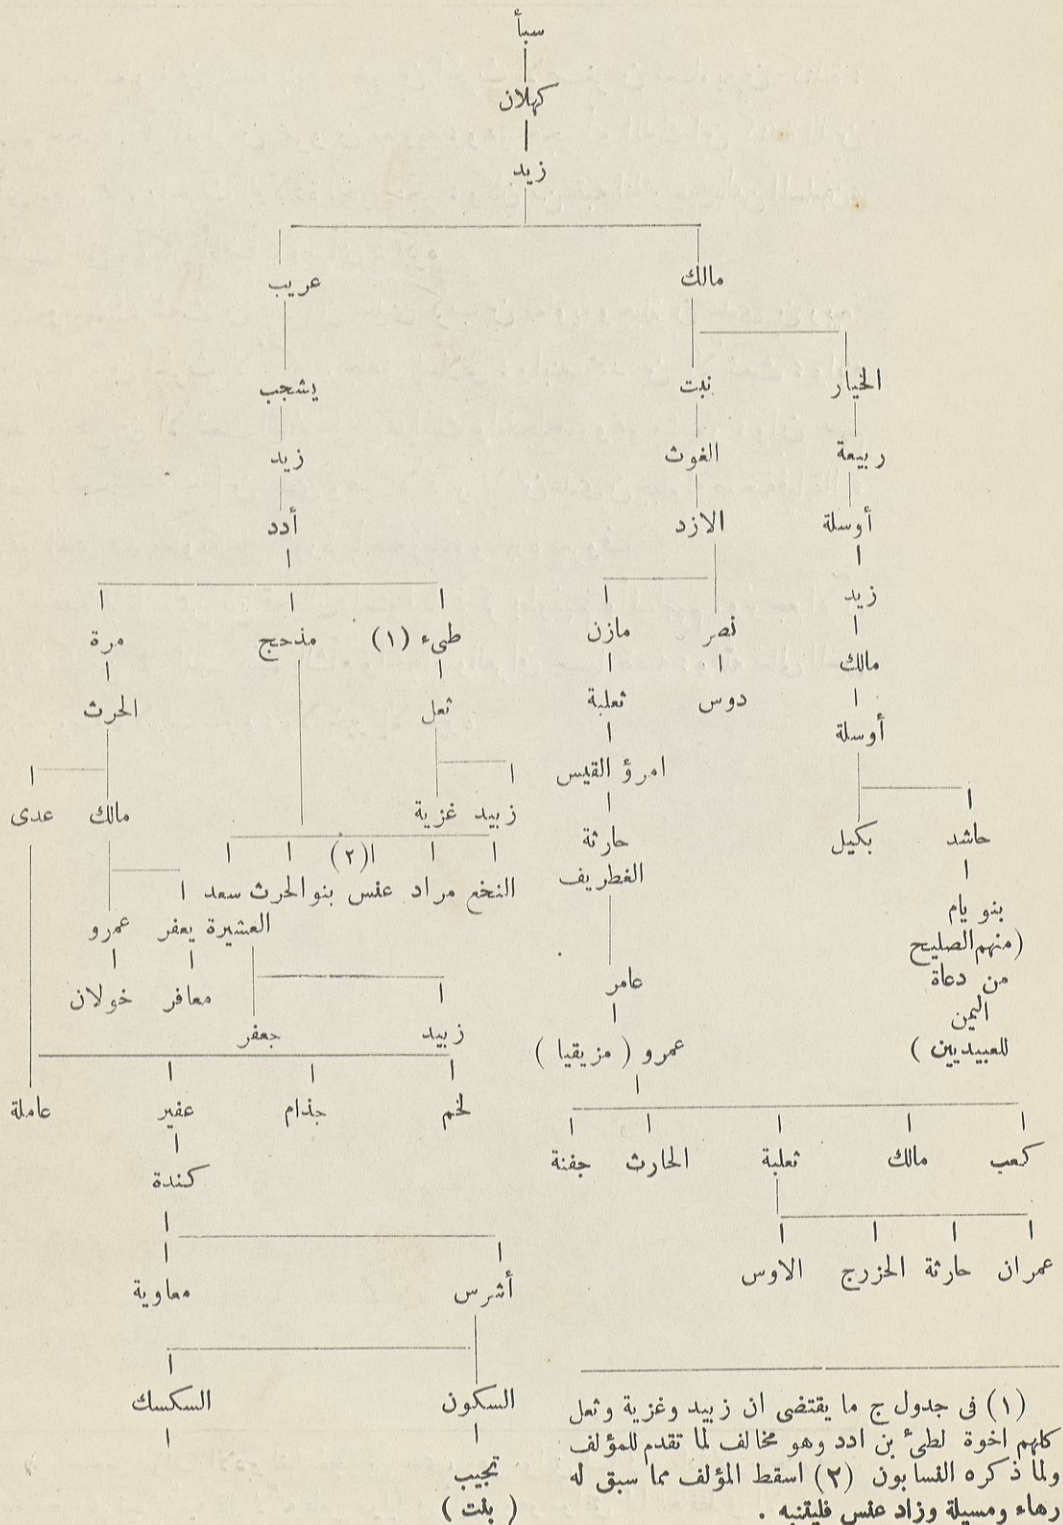 سبأ
كهلان
زيد
مالك عريب
الخيار نبت يشجب
ربيعة الغوث زيد
أوسلة الازد أدد
زيد
نصر مازن طىء (١) مذحج مرة
مالك
دوس ثعلبة ثعل الحرث
أوسلة
امرؤ القيس
زبيد غزية مالك عدى
حاشد بكيل حارثة
الغطريف
النخع مراد عنس (٢) بنو الحرث سعد
العشيرة يعفر عمرو
بنو يام
(منهم الصليح
من دعاة
اليمن
للعبيديين )
عامر
معافر خولان
زبيد جعفر
عمرو ( مزيقيا )
لخم جذام عفير عاملة
كعب مالك ثعلبة الحارث جفنة
كندة
عمران حارثة الخزرج الاوس
أشرس معاوية
السكون السكسك
تجيب
( بنت )
(١) فى جدول ج ما يقتضى ان زبيد وغزية وثعل
كلهم اخوة لطىٔ بن ادد وهو مخالف لما تقدم للمؤلف
ولما ذكره النسابون (٢) اسقط المؤلف مما سبق له
رهاء ومسيلة وزاد عنس فليتنبه .